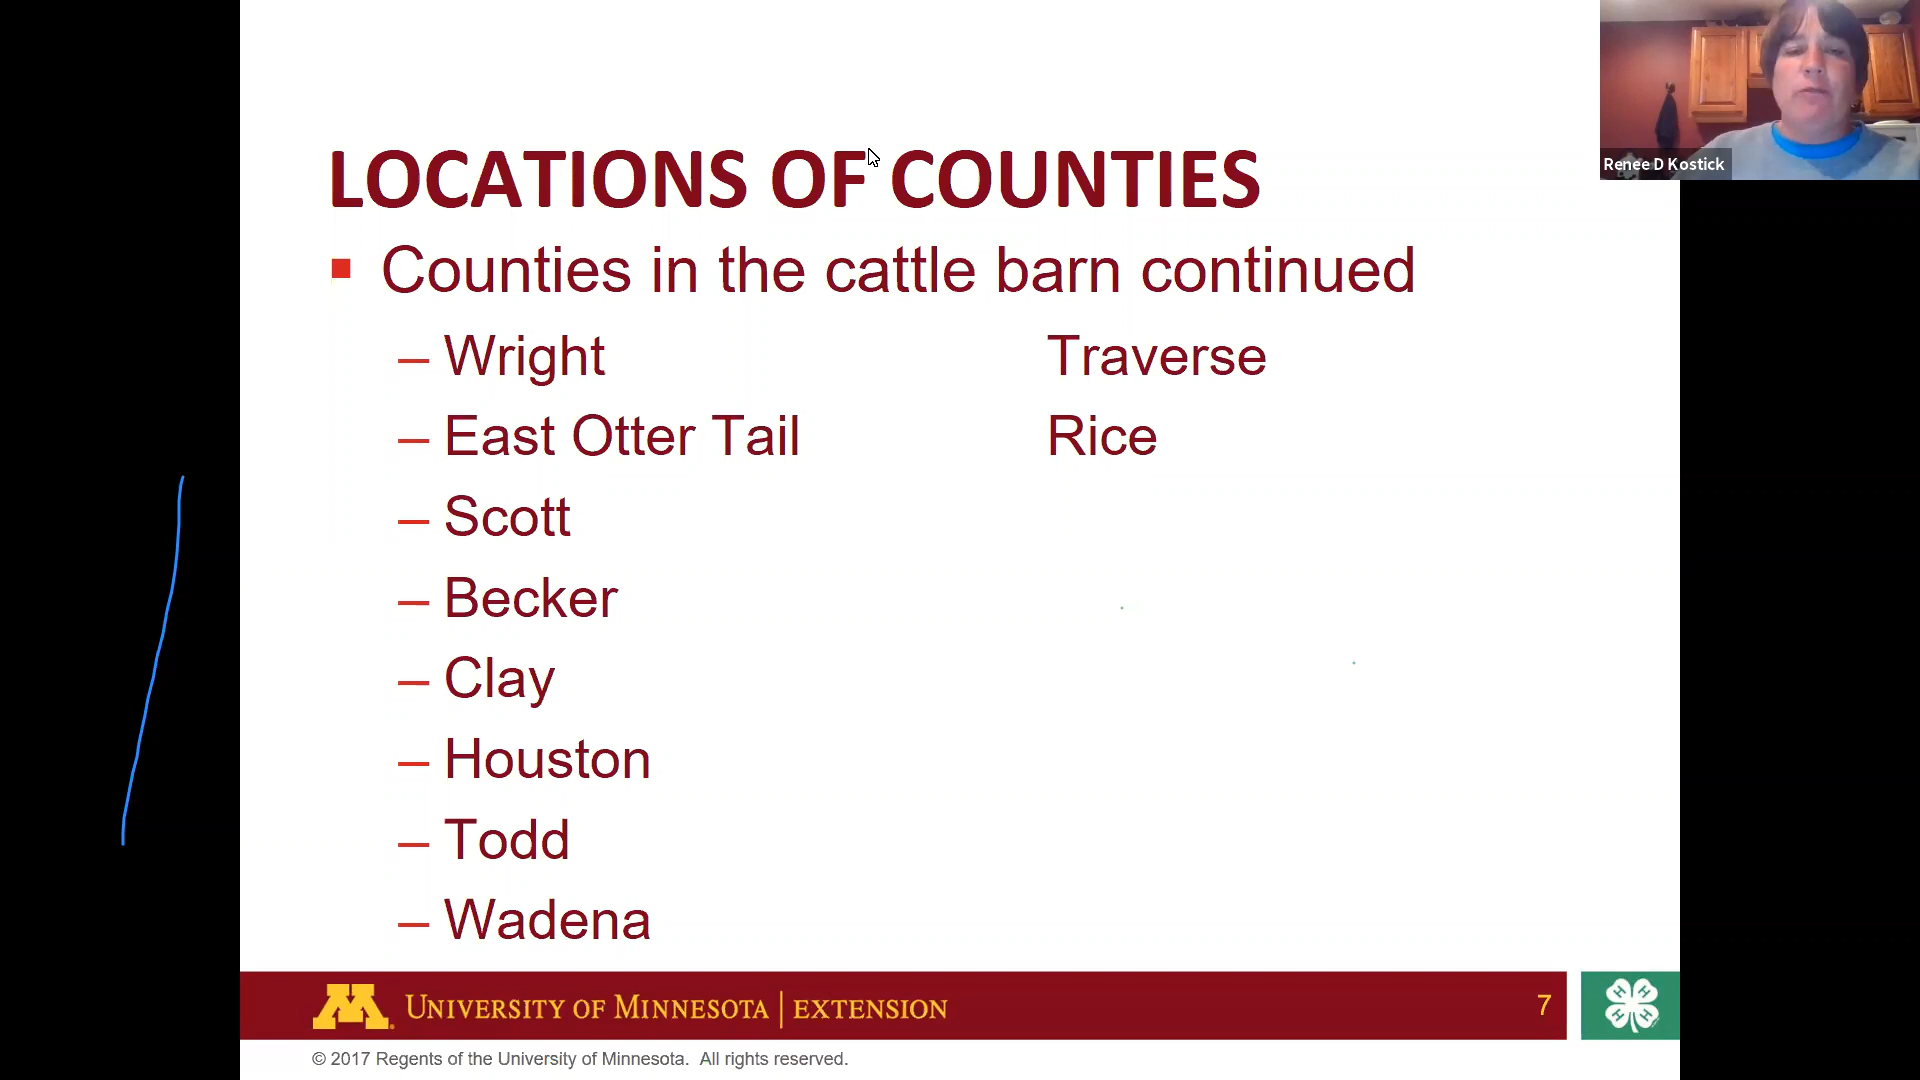 Renee D Kostick
LOCATIONS OF COUNTIES
▪ Counties in the cattle barn continued
– Wright Traverse
– East Otter Tail Rice
– Scott
– Becker
– Clay
– Houston
– Todd
– Wadena
M UNIVERSITY OF MINNESOTA | EXTENSION 7
H H H H
© 2017 Regents of the University of Minnesota. All rights reserved.